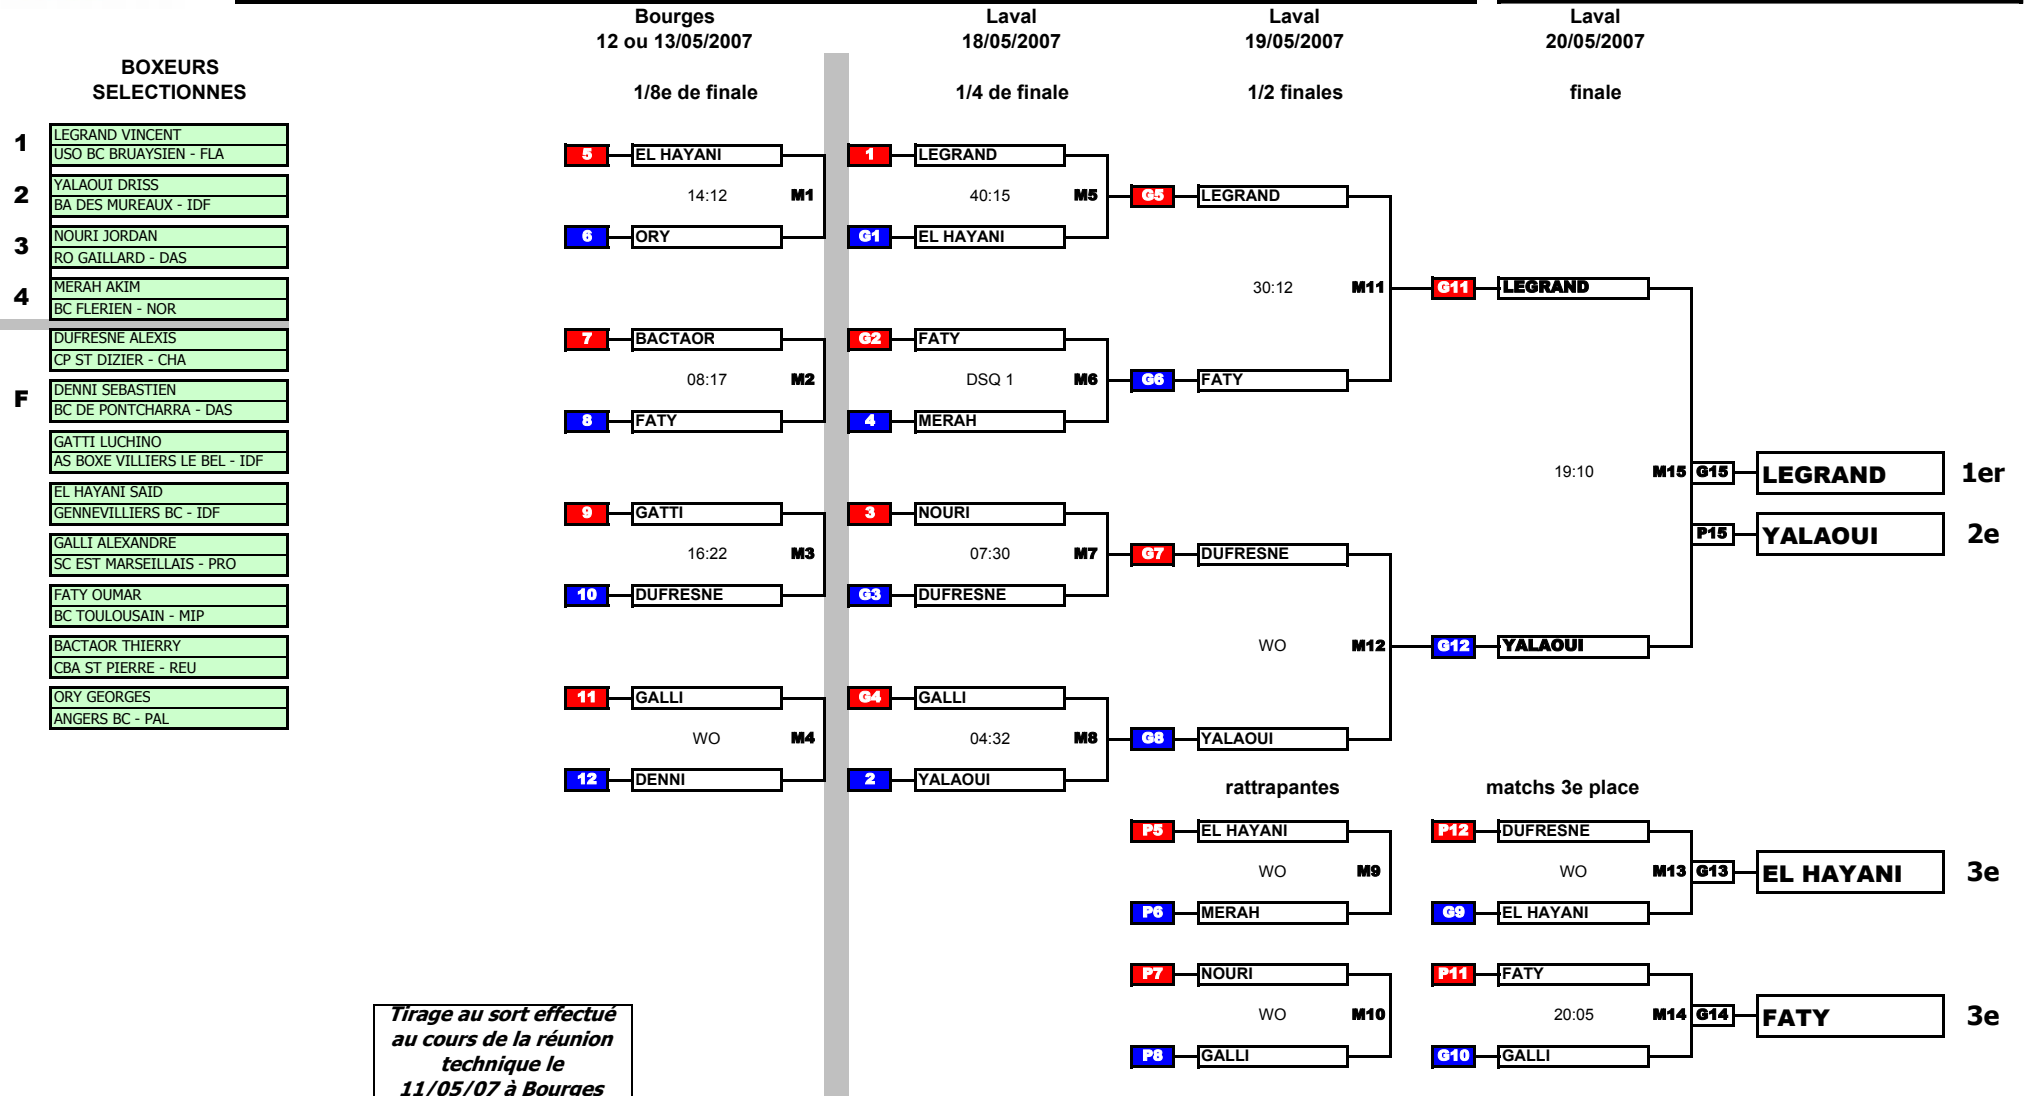 Bourges
12 ou 13/05/2007
Laval
18/05/2007
Laval
19/05/2007
Laval
20/05/2007
BOXEURS
SELECTIONNES
1/8e de finale
1/4 de finale
1/2 finales
finale
1
LEGRAND VINCENT
USO BC BRUAYSIEN - FLA
2
YALAOUI DRISS
BA DES MUREAUX - IDF
3
NOURI JORDAN
RO GAILLARD - DAS
4
MERAH AKIM
BC FLERIEN - NOR
DUFRESNE ALEXIS
CP ST DIZIER - CHA
F
DENNI SEBASTIEN
BC DE PONTCHARRA - DAS
GATTI LUCHINO
AS BOXE VILLIERS LE BEL - IDF
EL HAYANI SAID
GENNEVILLIERS BC - IDF
GALLI ALEXANDRE
SC EST MARSEILLAIS - PRO
FATY OUMAR
BC TOULOUSAIN - MIP
BACTAOR THIERRY
CBA ST PIERRE - REU
ORY GEORGES
ANGERS BC - PAL
5 EL HAYANI
14:12 M1
6 ORY
7 BACTAOR
08:17 M2
8 FATY
9 GATTI
16:22 M3
10 DUFRESNE
11 GALLI
WO M4
12 DENNI
1 LEGRAND
40:15 M5
G1 EL HAYANI
G2 FATY
DSQ 1 M6
4 MERAH
3 NOURI
07:30 M7
G3 DUFRESNE
G4 GALLI
04:32 M8
2 YALAOUI
G5 LEGRAND
30:12 M11
G6 FATY
G7 DUFRESNE
WO M12
G8 YALAOUI
G11 LEGRAND
19:10 M15
G12 YALAOUI
G15 LEGRAND 1er
P15 YALAOUI 2e
rattrapantes
P5 EL HAYANI
WO M9
P6 MERAH
P7 NOURI
WO M10
P8 GALLI
matchs 3e place
P12 DUFRESNE
WO M13 G13 EL HAYANI 3e
G9 EL HAYANI
P11 FATY
20:05 M14 G14 FATY 3e
G10 GALLI
Tirage au sort effectué
au cours de la réunion
technique le
11/05/07 à Bourges